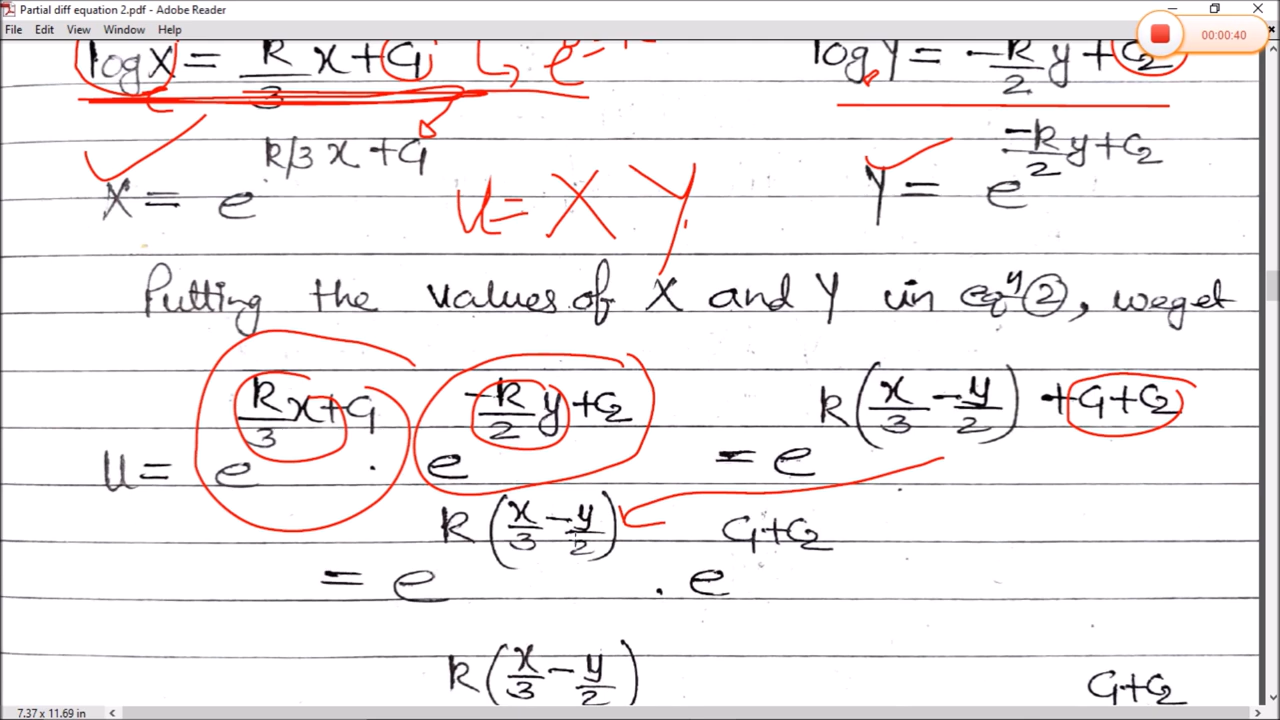 Partial diff equation 2.pdf - Adobe Reader
File Edit View Window Help
00:00:40
log X = k/3 x + C1
log Y = -k/2 y + C2
X = e^(k/3 x + C1)
u = X Y
Y = e^(-k/2 y + C2)
Putting the values of X and Y in eqⁿ (2), we get
u = e^(k/3 x + C1) . e^(-k/2 y + C2) = e^(k(x/3 - y/2) + C1 + C2)
= e^(k(x/3 - y/2)) . e^(C1 + C2)
k(x/3 - y/2) C1 + C2
7.37 x 11.69 in